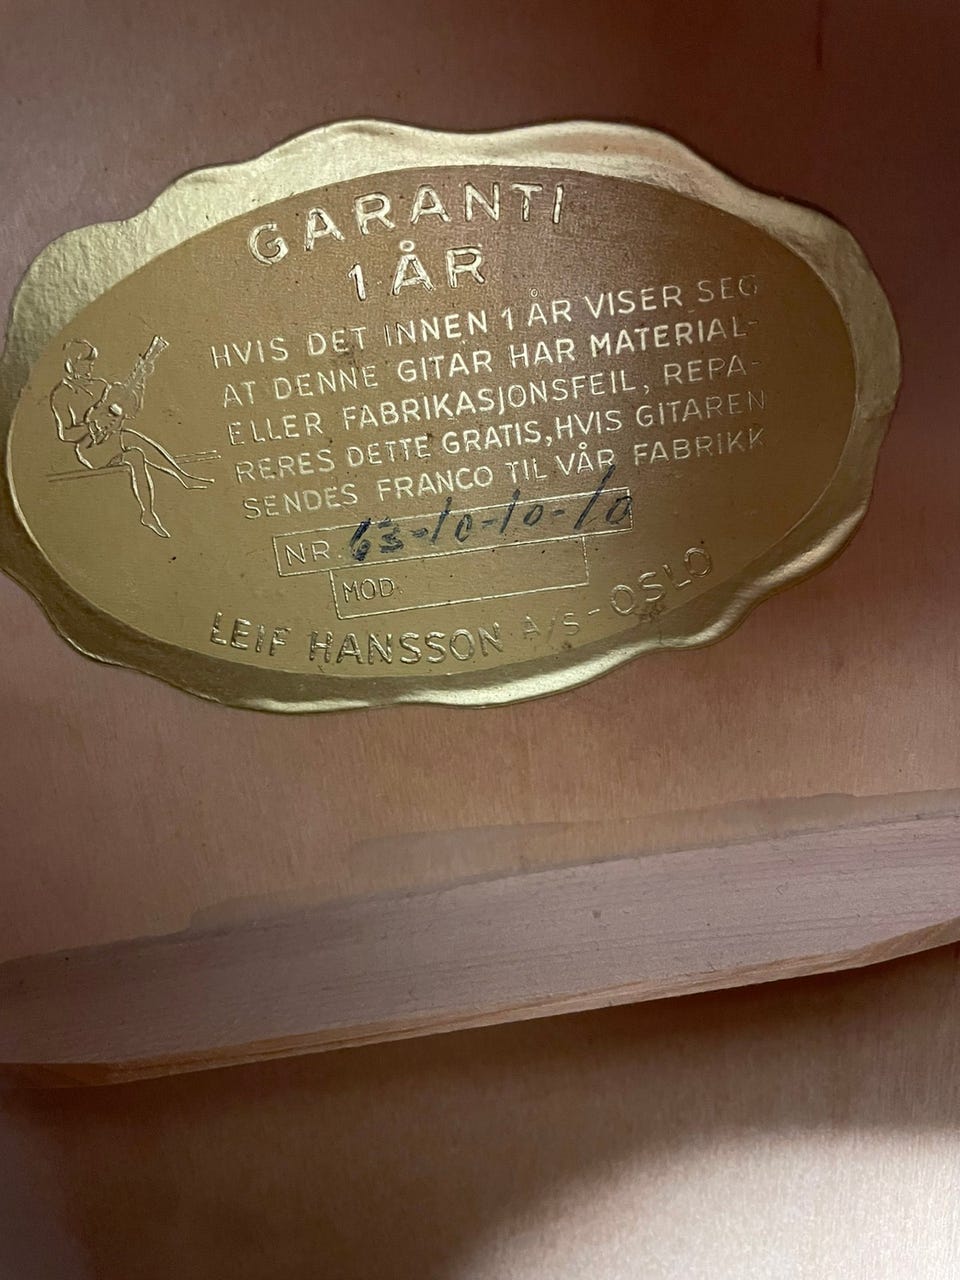 GARANTI
1 ÅR
HVIS DET INNEN 1 ÅR VISER SEG
AT DENNE GITAR HAR MATERIAL-
ELLER FABRIKASJONSFEIL, REPA-
RERES DETTE GRATIS, HVIS GITAREN
SENDES FRANCO TIL VÅR FABRIKK
NR. 63-10-10-10
MOD.
LEIF HANSSON A/S - OSLO